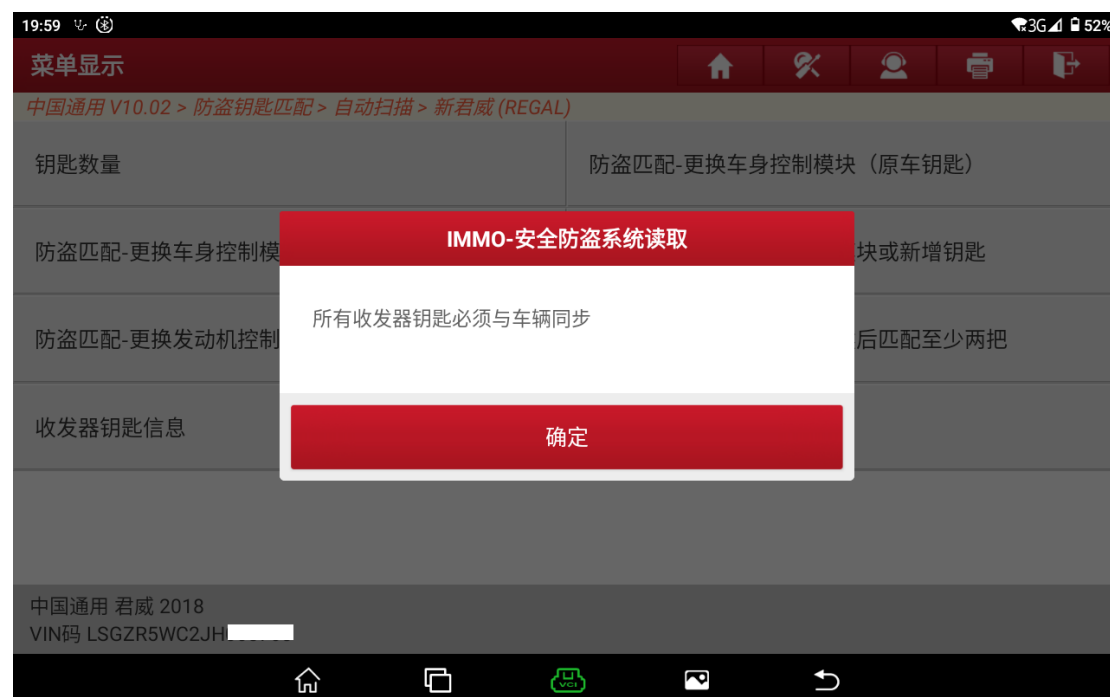 19:59
3G
52%
菜单显示
中国通用 V10.02 > 防盗钥匙匹配 > 自动扫描 > 新君威 (REGAL)
钥匙数量
防盗匹配-更换车身控制模块（原车钥匙）
防盗匹配-更换车身控制模
块或新增钥匙
IMMO-安全防盗系统读取
所有收发器钥匙必须与车辆同步
防盗匹配-更换发动机控制
后匹配至少两把
收发器钥匙信息
确定
中国通用 君威 2018
VIN码 LSGZR5WC2JH
VCI